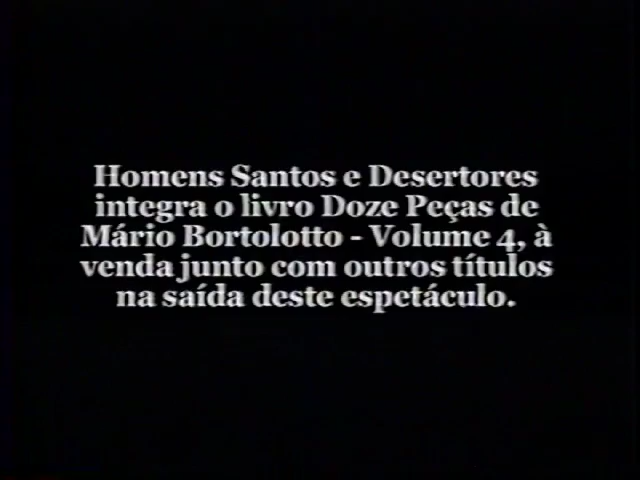 Homens Santos e Desertores
integra o livro Doze Peças de
Mário Bortolotto - Volume 4, à
venda junto com outros títulos
na saída deste espetáculo.